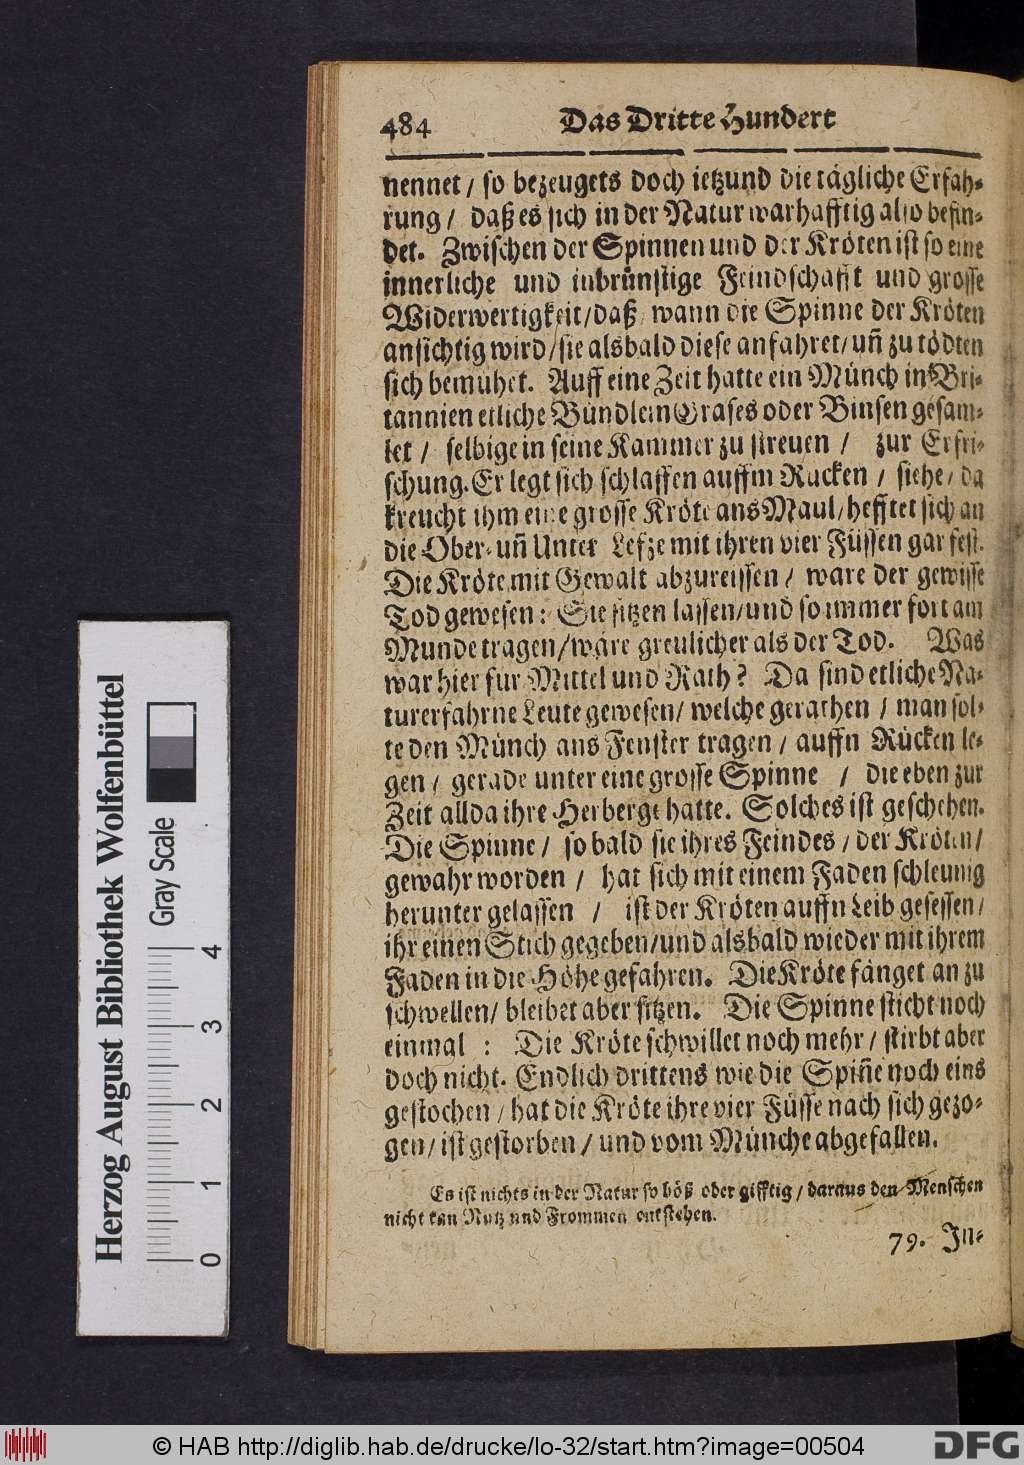 484 Das Dritte Hundert
nennet / so bezeugets doch ietzund die tägliche Erfah-
rung / daß es sich in der Natur warhafftig also befin-
det. Zwischen der Spinnen und der Kröten ist so eine
innerliche und inbrünstige Feindschafft und grosse
Widerwertigkeit/daß wann die Spinne der Kröten
ansichtig wird/sie alsbald diese anfahret/uñ zu tödten
sich bemühet. Auff eine Zeit hatte ein Münch in Bri-
tannien etliche Bündlein Grases oder Binsen gesam-
let / selbige in seine Kammer zu streuen / zur Erfri-
schung. Er legt sich schlaffen auffm Rucken / siehe / da
kreucht ihm eine grosse Kröte ans Maul/hefftet sich an
die Ober- uñ Unter Lefze mit ihren vier Füssen gar fest.
Die Kröte mit Gewalt abzureissen / ware der gewisse
Tod gewesen: Sie sitzen lassen/und so immer fort am
Munde tragen/wäre greulicher als der Tod. Was
war hier für Mittel und Rath? Da sind etliche Na-
turerfahrne Leute gewesen/ welche gerathen / man sol-
te den Münch ans Fenster tragen / auffn Rücken le-
gen / gerade unter eine grosse Spinne / die eben zur
Zeit allda ihre Herberge hatte. Solches ist geschehen.
Die Spinne / so bald sie ihres Feindes / der Kröten/
gewahr worden / hat sich mit einem Faden schleunig
herunter gelassen / ist der Kröten auffn Leib gesessen/
ihr einen Stich gegeben/und alsbald wieder mit ihrem
Faden in die Höhe gefahren. Die Kröte fänget an zu
schwellen/ bleibet aber sitzen. Die Spinne sticht noch
einmal : Die Kröte schwillet noch mehr / stirbt aber
doch nicht. Endlich drittens wie die Spiñe noch eins
gestochen / hat die Kröte ihre vier Füsse nach sich gezo-
gen/ ist gestorben / und vom Münche abgefallen.
Es ist nichts in der Natur so böß oder gifftig / daraus den Menschen
nicht kan Nutz und Frommen entstehen.
79. In-
Herzog August Bibliothek Wolfenbüttel
Gray Scale
0 1 2 3 4
© HAB http://diglib.hab.de/drucke/lo-32/start.htm?image=00504
DFG